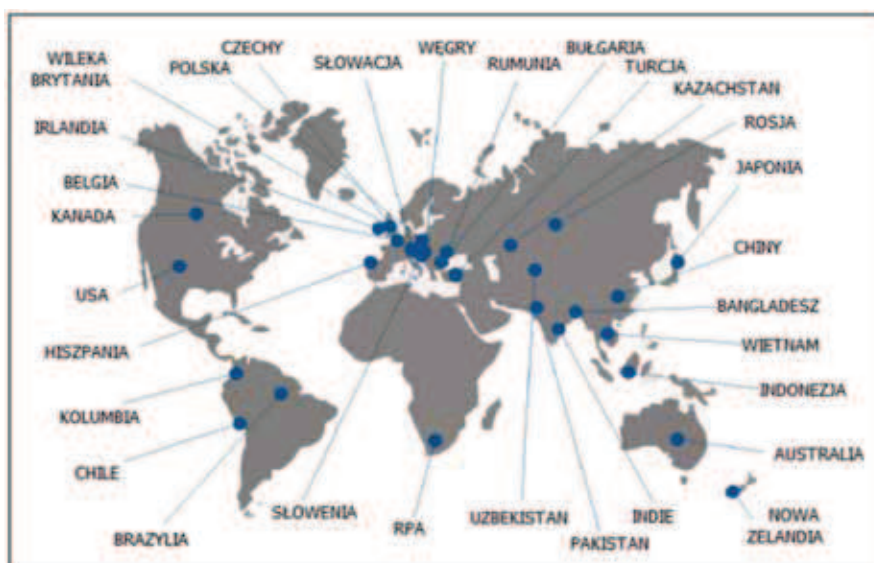 CZECHY
WĘGRY
BUŁGARIA
WILEKA
BRYTANIA
POLSKA
SŁOWACJA
RUMUNIA
TURCJA
KAZACHSTAN
IRLANDIA
ROSJA
BELGIA
JAPONIA
KANADA
CHINY
USA
BANGLADESZ
HISZPANIA
WIETNAM
INDONEZJA
KOLUMBIA
AUSTRALIA
CHILE
SŁOWENIA
RPA
UZBEKISTAN
INDIE
NOWA
ZELANDIA
BRAZYLIA
PAKISTAN